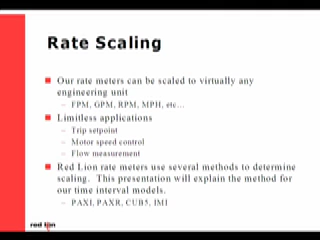 Rate Scaling
Our rate meters can be scaled to virtually any
engineering unit
– FPM, GPM, RPM, MPH, etc...
Limitless applications
– Trip setpoint
– Motor speed control
– Flow measurement
Red Lion rate meters use several methods to determine
scaling. This presentation will explain the method for
our time interval models.
– PAXI, PAXR, CUB5, IMI
red lion